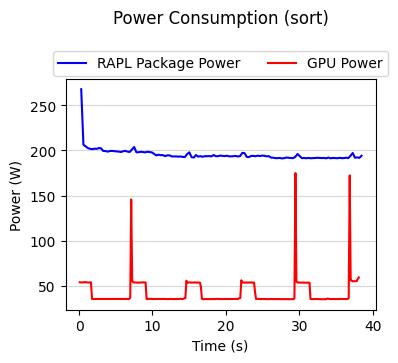 Power Consumption (sort)
RAPL Package Power GPU Power
250
200
150
100
50
Power (W)
0 10 20 30 40
Time (s)